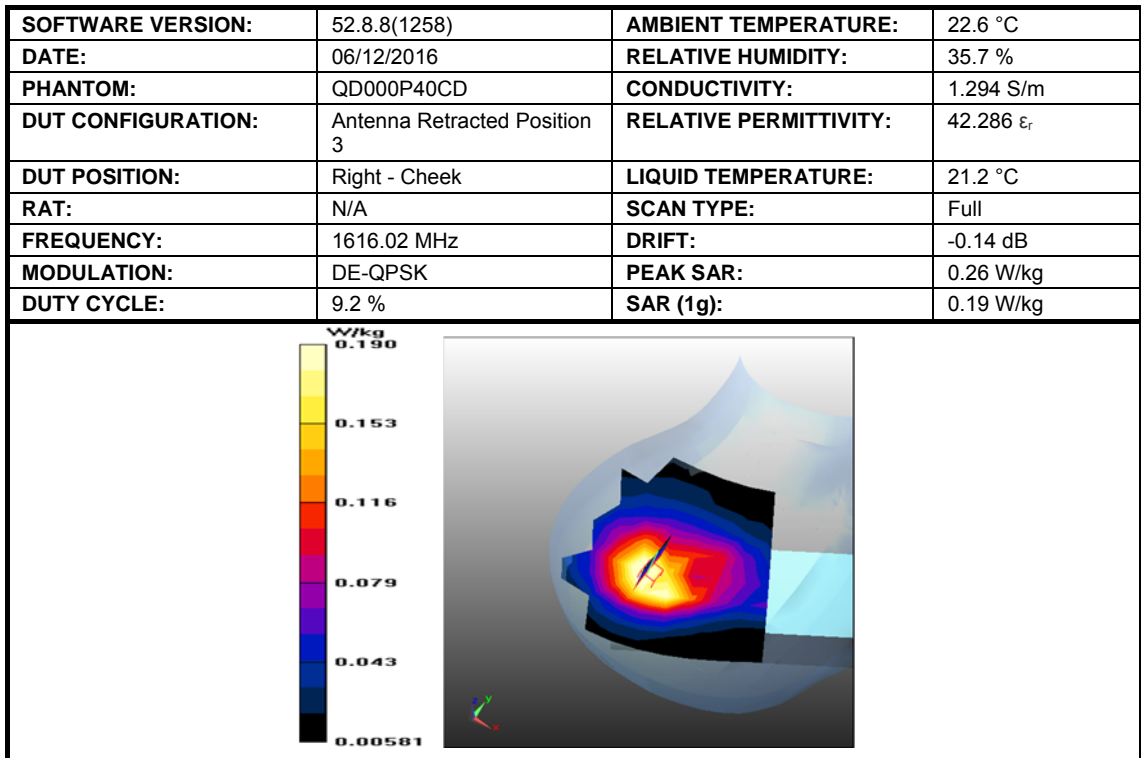 SOFTWARE VERSION: 52.8.8(1258) AMBIENT TEMPERATURE: 22.6 °C
DATE: 06/12/2016 RELATIVE HUMIDITY: 35.7 %
PHANTOM: QD000P40CD CONDUCTIVITY: 1.294 S/m
DUT CONFIGURATION: Antenna Retracted Position RELATIVE PERMITTIVITY: 42.286 εr
3
DUT POSITION: Right - Cheek LIQUID TEMPERATURE: 21.2 °C
RAT: N/A SCAN TYPE: Full
FREQUENCY: 1616.02 MHz DRIFT: -0.14 dB
MODULATION: DE-QPSK PEAK SAR: 0.26 W/kg
DUTY CYCLE: 9.2 % SAR (1g): 0.19 W/kg
W/kg
0.190
0.153
0.116
0.079
0.043
0.00581
z y
x